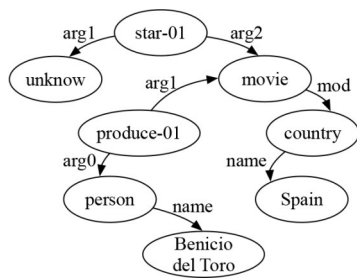 star-01
arg1
arg2
unknow
arg1
movie
mod
produce-01
country
arg0
name
person
name
Spain
Benicio
del Toro